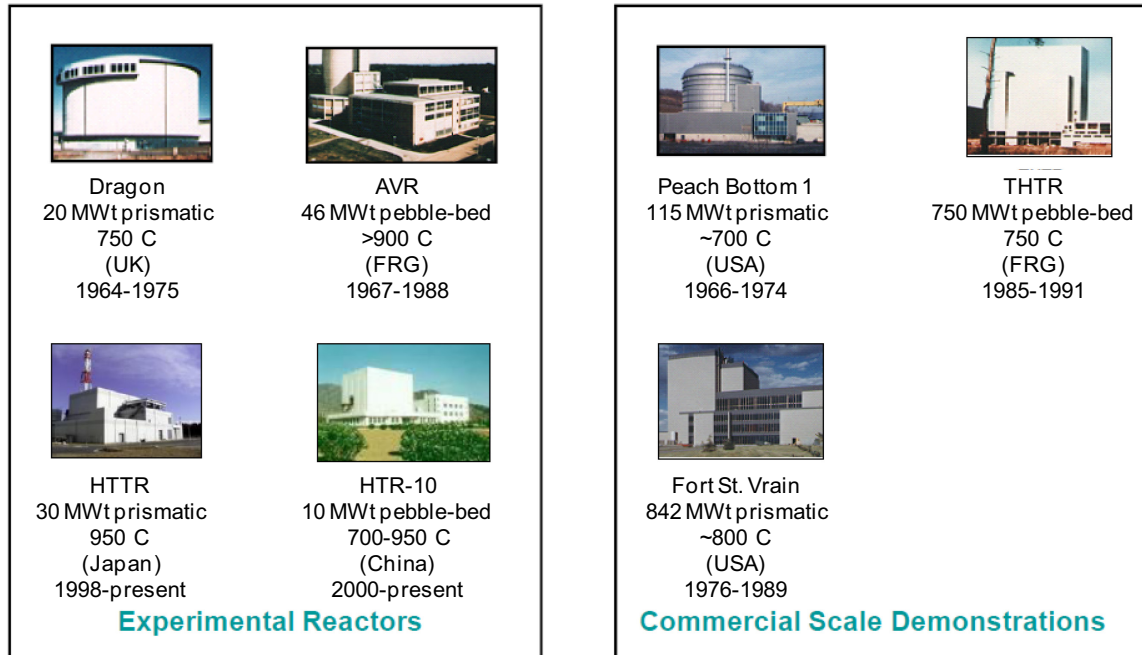 Dragon
20 MWt prismatic
750 C
(UK)
1964-1975
AVR
46 MWt pebble-bed
>900 C
(FRG)
1967-1988
HTTR
30 MWt prismatic
950 C
(Japan)
1998-present
HTR-10
10 MWt pebble-bed
700-950 C
(China)
2000-present
Experimental Reactors
Peach Bottom 1
115 MWt prismatic
~700 C
(USA)
1966-1974
THTR
750 MWt pebble-bed
750 C
(FRG)
1985-1991
Fort St. Vrain
842 MWt prismatic
~800 C
(USA)
1976-1989
Commercial Scale Demonstrations